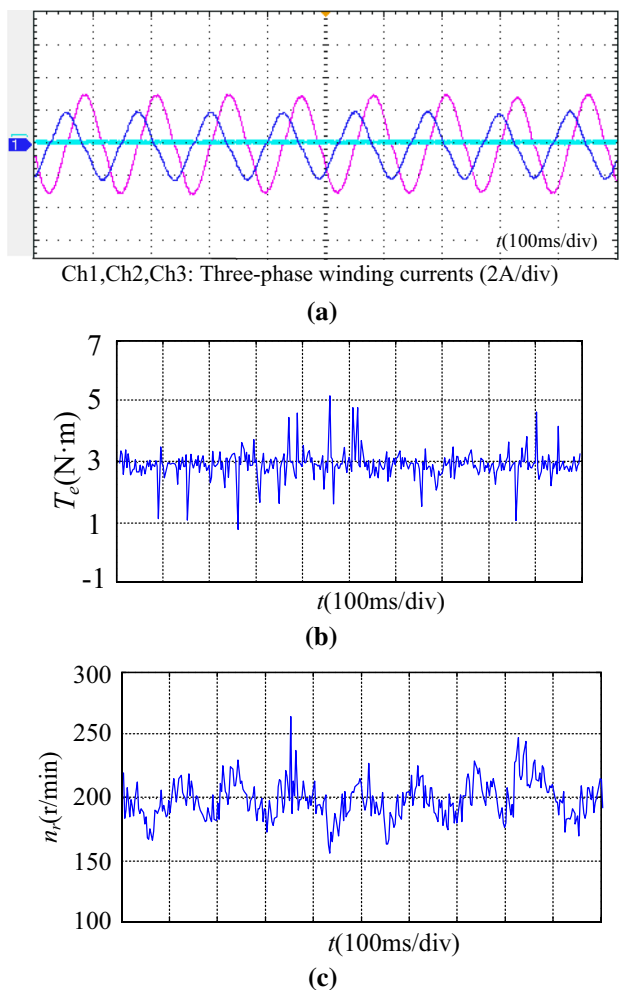 1
t(100ms/div)
Ch1,Ch2,Ch3: Three-phase winding currents (2A/div)
(a)
7
5
3
1
-1
Te(N·m)
t(100ms/div)
(b)
300
250
200
150
100
nr(r/min)
t(100ms/div)
(c)